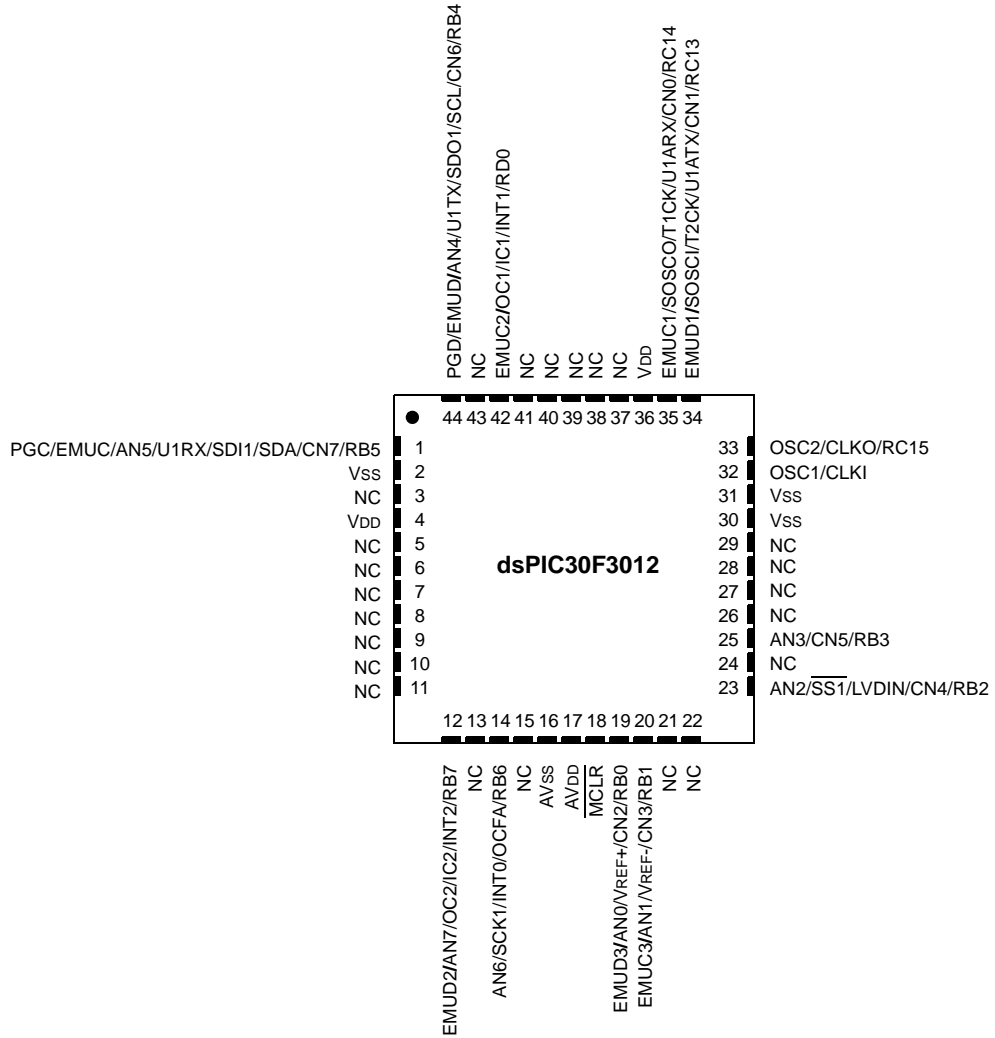 PGD/EMUD/AN4/U1TX/SDO1/SCL/CN6/RB4
NC
EMUC2/OC1/IC1/INT1/RD0
NC
NC
NC
NC
NC
VDD
EMUC1/SOSCO/T1CK/U1ARX/CN0/RC14
EMUD1/SOSCI/T2CK/U1ATX/CN1/RC13
44 43 42 41 40 39 38 37 36 35 34
PGC/EMUC/AN5/U1RX/SDI1/SDA/CN7/RB5 1
VSS 2
NC 3
VDD 4
NC 5
NC 6
NC 7
NC 8
NC 9
NC 10
NC 11
dsPIC30F3012
33 OSC2/CLKO/RC15
32 OSC1/CLKI
31 VSS
30 VSS
29 NC
28 NC
27 NC
26 NC
25 AN3/CN5/RB3
24 NC
23 AN2/SS1/LVDIN/CN4/RB2
12 13 14 15 16 17 18 19 20 21 22
EMUD2/AN7/OC2/IC2/INT2/RB7
NC
AN6/SCK1/INT0/OCFA/RB6
NC
AVSS
AVDD
MCLR
EMUD3/AN0/VREF+/CN2/RB0
EMUC3/AN1/VREF-/CN3/RB1
NC
NC